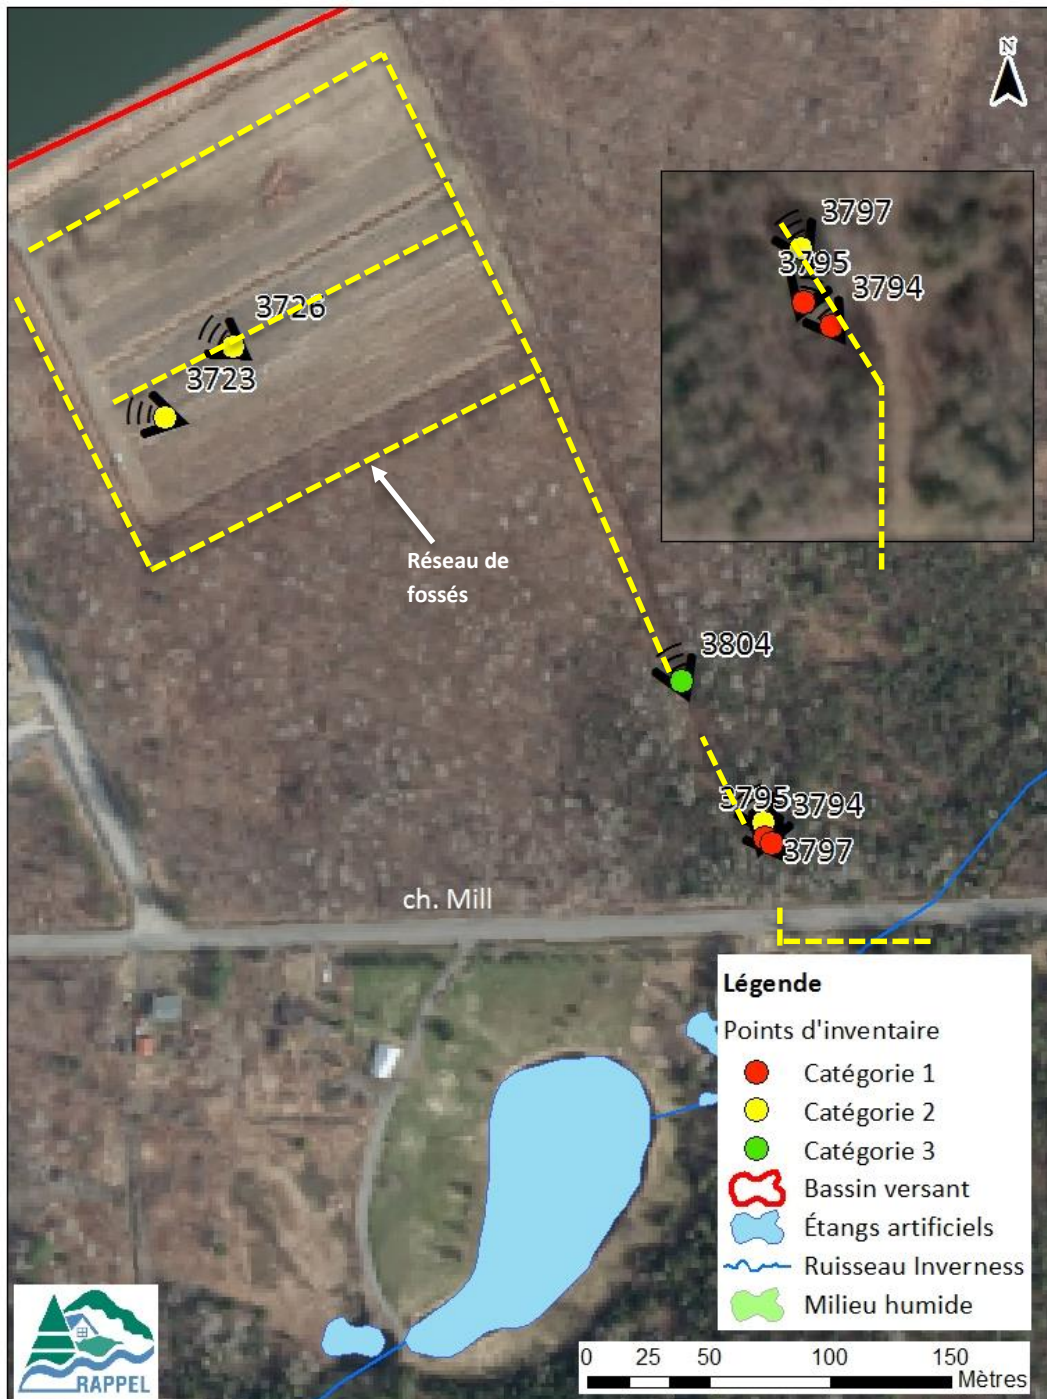 N
3797
3795
3794
3726
3723
Réseau de
fossés
3804
3795
3794
3797
ch. Mill
Légende
Points d'inventaire
Catégorie 1
Catégorie 2
Catégorie 3
Bassin versant
Étangs artificiels
Ruisseau Inverness
Milieu humide
RAPPEL
0 25 50 100 150
Mètres